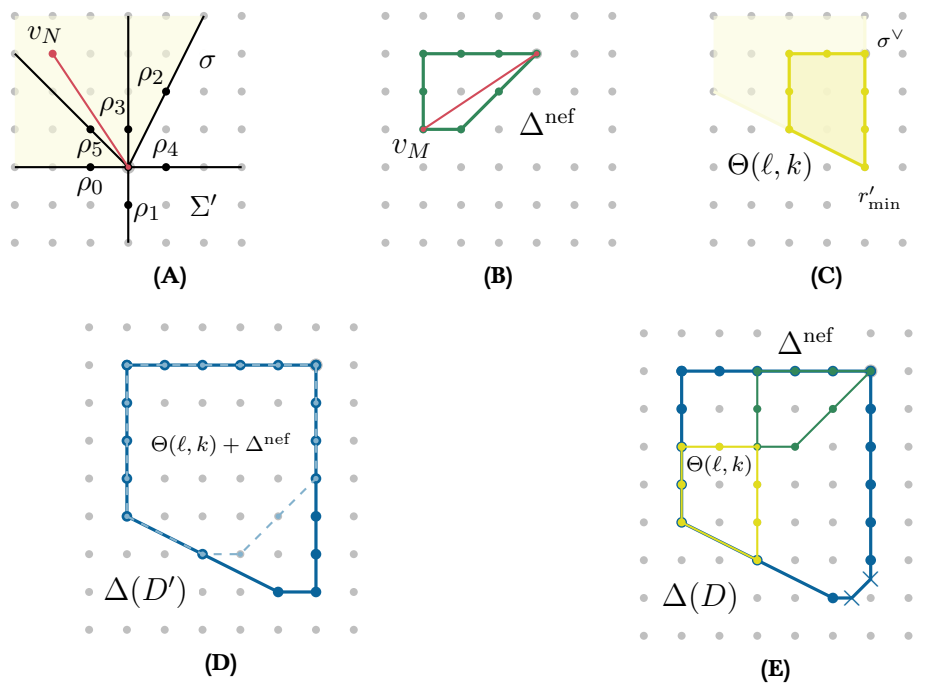 v_N
σ
ρ_2
ρ_3
ρ_5
ρ_4
ρ_0
ρ_1
Σ′
(A)
v_M
Δ^nef
(B)
σ^∨
Θ(ℓ, k)
r′_min
(C)
Θ(ℓ, k) + Δ^nef
Δ(D′)
(D)
Δ^nef
Θ(ℓ, k)
Δ(D)
(E)